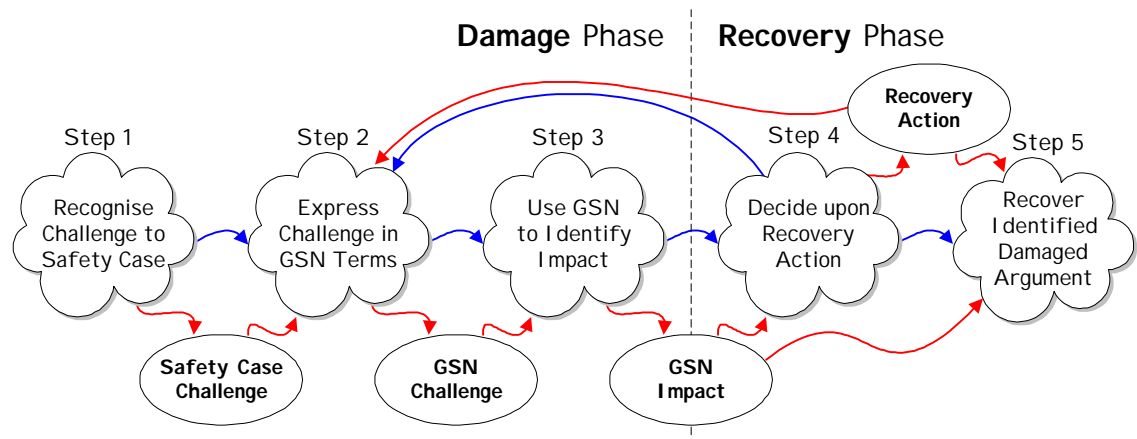 Damage Phase
Recovery Phase
Recovery
Action
Step 1
Step 2
Step 3
Step 4
Step 5
Recognise
Challenge to
Safety Case
Express
Challenge in
GSN Terms
Use GSN
to Identify
Impact
Decide upon
Recovery
Action
Recover
Identified
Damaged
Argument
Safety Case
Challenge
GSN
Challenge
GSN
Impact